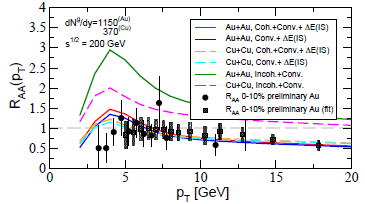 4
3.5
3
2.5
2
1.5
1
0.5
0
R_AA(p_T)
dN^g/dy=1150^(Au)
370^(Cu)
s^1/2 = 200 GeV
Au+Au, Coh.+Conv.+ ΔE(IS)
Au+Au, Conv.+ ΔE(IS)
Cu+Cu, Coh.+Conv.+ ΔE(IS)
Cu+Cu, Conv.+ ΔE(IS)
Au+Au, Incoh.+Conv.
Cu+Cu, Incoh.+Conv.
R_AA 0-10% preliminary Au
R_AA 0-10% preliminary Au (fit)
0 5 10 15 20
p_T [GeV]